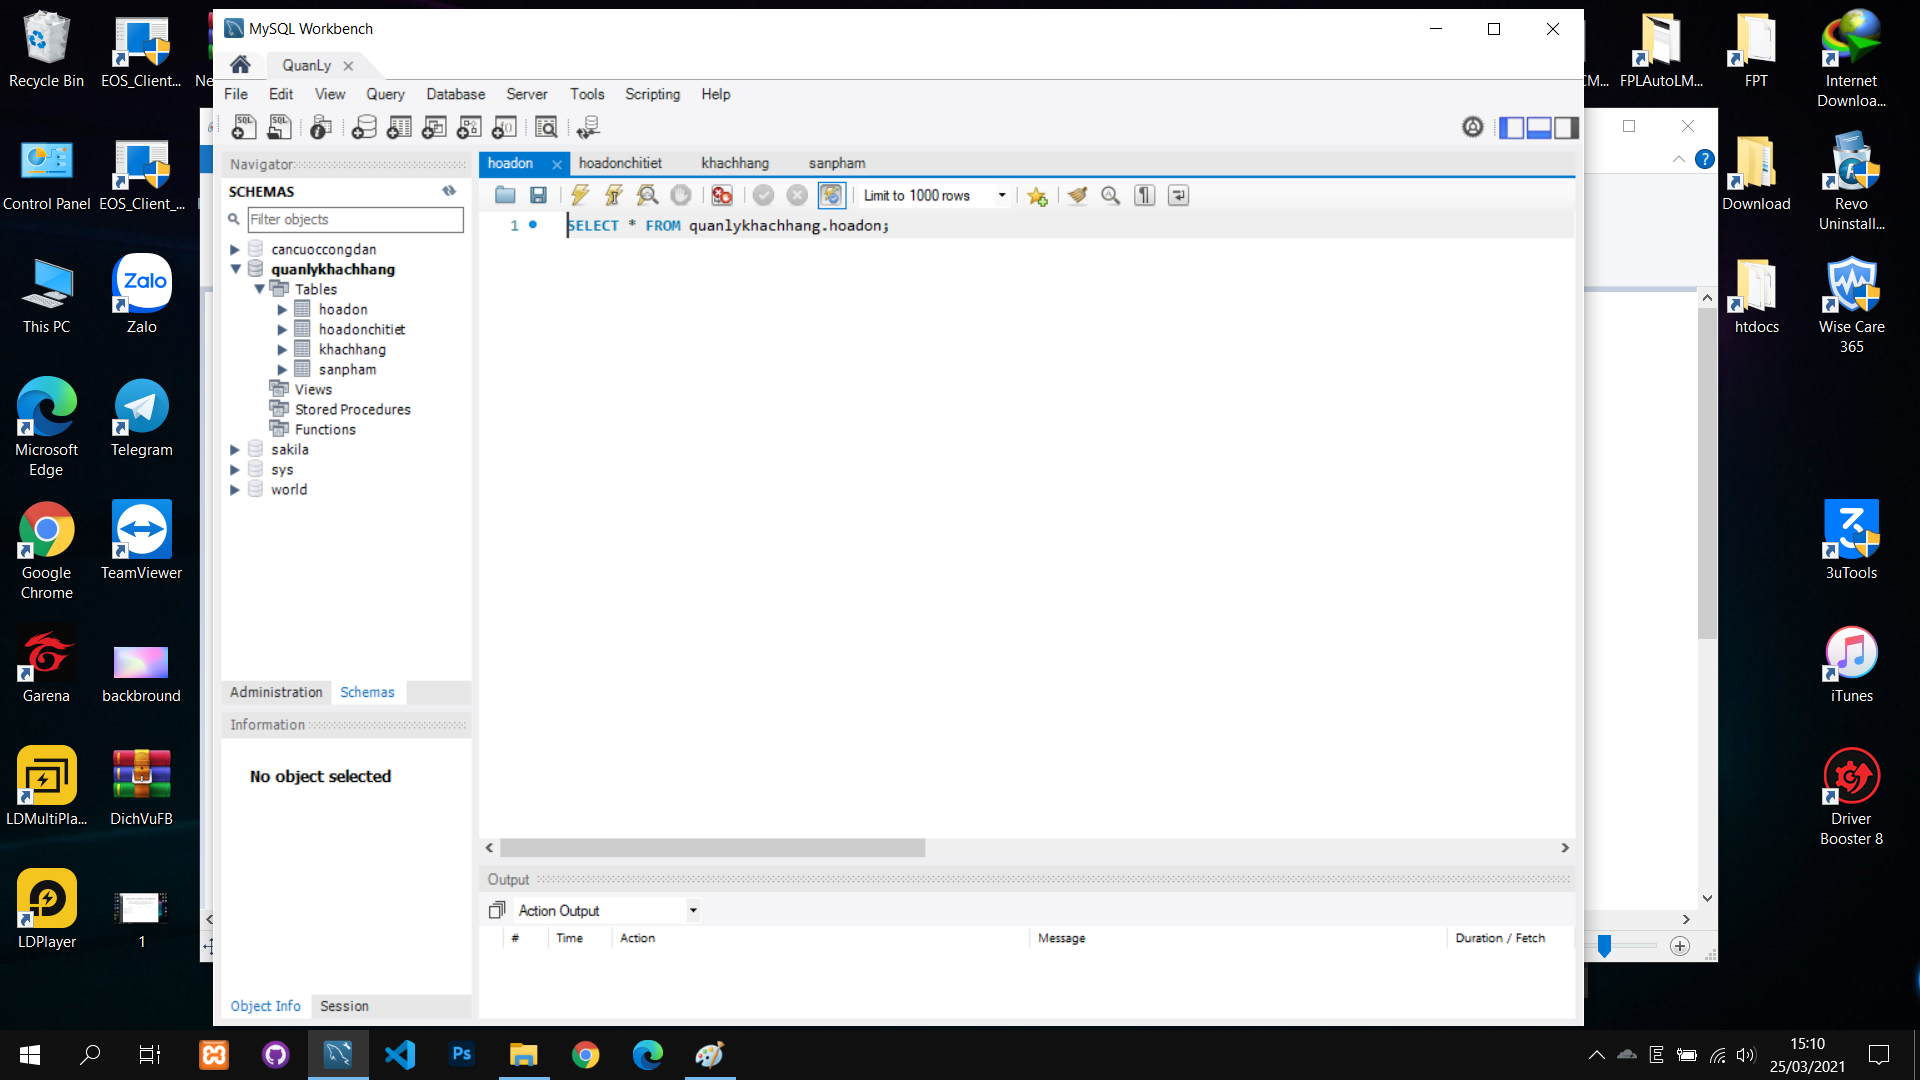 MySQL Workbench
QuanLy
File Edit View Query Database Server Tools Scripting Help
Navigator
SCHEMAS
Filter objects
cancuoccongdan
quanlykhachhang
Tables
hoadon
hoadonchitiet
khachhang
sanpham
Views
Stored Procedures
Functions
sakila
sys
world
Administration Schemas
Information
No object selected
Object Info Session
hoadon hoadonchitiet khachhang sanpham
Limit to 1000 rows
1 SELECT * FROM quanlykhachhang.hoadon;
Output
Action Output
# Time Action Message Duration / Fetch
Recycle Bin
EOS_Client...
Ne
Control Panel
EOS_Client_...
This PC
Zalo
Zalo
Microsoft
Edge
Telegram
Google
Chrome
TeamViewer
Garena
backbround
LDMultiPla...
DichVuFB
LDPlayer
1
CM...
FPLAutoLM...
FPT
Internet
Downloa...
Download
Revo
Uninstall...
htdocs
Wise Care
365
3uTools
iTunes
Driver
Booster 8
Ps
E
15:10
25/03/2021